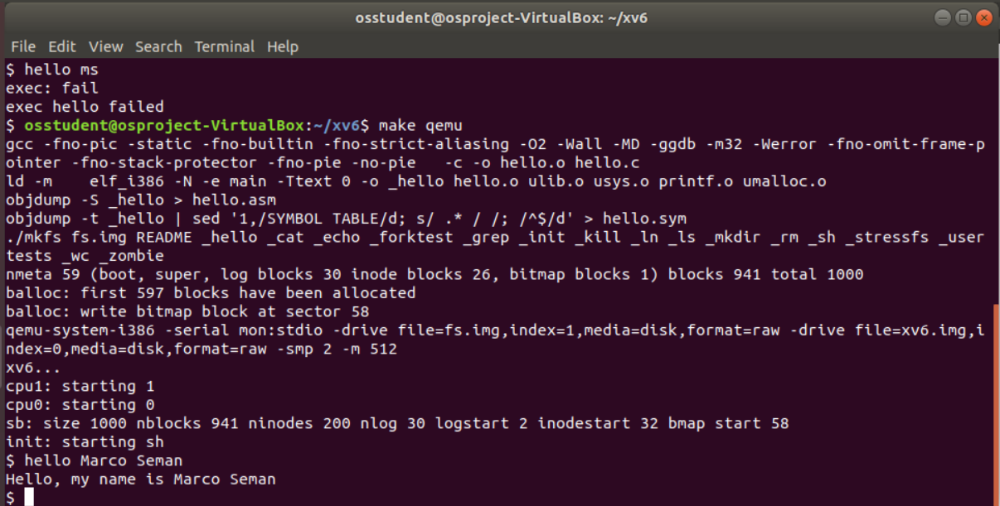 osstudent@osproject-VirtualBox: ~/xv6
File Edit View Search Terminal Help
$ hello ms
exec: fail
exec hello failed
$ osstudent@osproject-VirtualBox:~/xv6$ make qemu
gcc -fno-pic -static -fno-builtin -fno-strict-aliasing -O2 -Wall -MD -ggdb -m32 -Werror -fno-omit-frame-p
ointer -fno-stack-protector -fno-pie -no-pie   -c -o hello.o hello.c
ld -m    elf_i386 -N -e main -Ttext 0 -o _hello hello.o ulib.o usys.o printf.o umalloc.o
objdump -S _hello > hello.asm
objdump -t _hello | sed '1,/SYMBOL TABLE/d; s/ .* / /; /^$/d' > hello.sym
./mkfs fs.img README _hello _cat _echo _forktest _grep _init _kill _ln _ls _mkdir _rm _sh _stressfs _user
tests _wc _zombie
nmeta 59 (boot, super, log blocks 30 inode blocks 26, bitmap blocks 1) blocks 941 total 1000
balloc: first 597 blocks have been allocated
balloc: write bitmap block at sector 58
qemu-system-i386 -serial mon:stdio -drive file=fs.img,index=1,media=disk,format=raw -drive file=xv6.img,i
ndex=0,media=disk,format=raw -smp 2 -m 512
xv6...
cpu1: starting 1
cpu0: starting 0
sb: size 1000 nblocks 941 ninodes 200 nlog 30 logstart 2 inodestart 32 bmap start 58
init: starting sh
$ hello Marco Seman
Hello, my name is Marco Seman
$